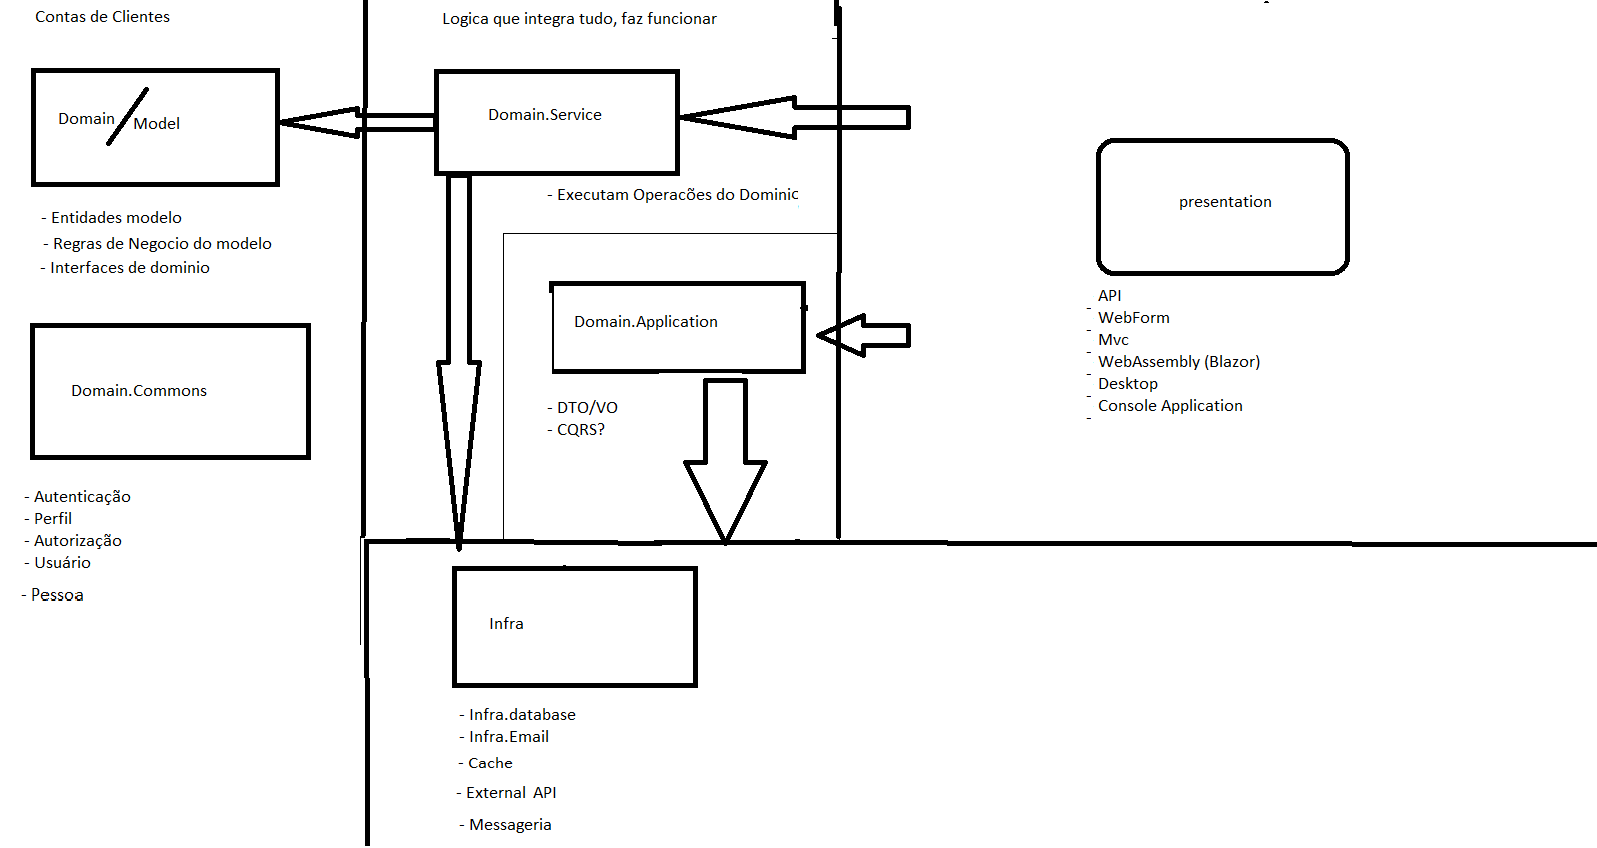 Contas de Clientes
Logica que integra tudo, faz funcionar
Domain
Model
- Entidades modelo
- Regras de Negocio do modelo
- Interfaces de dominio
Domain.Commons
- Autenticação
- Perfil
- Autorização
- Usuário
- Pessoa
Domain.Service
- Executam Operacões do Dominic
Domain.Application
- DTO/VO
- CQRS?
presentation
- API
- WebForm
- Mvc
- WebAssembly (Blazor)
- Desktop
- Console Application
Infra
- Infra.database
- Infra.Email
- Cache
- External API
- Messageria